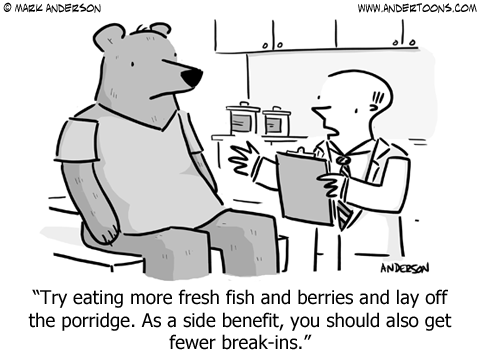 © MARK ANDERSON
WWW.ANDERTOONS.COM
ANDERSON
“Try eating more fresh fish and berries and lay off
the porridge. As a side benefit, you should also get
fewer break-ins.”